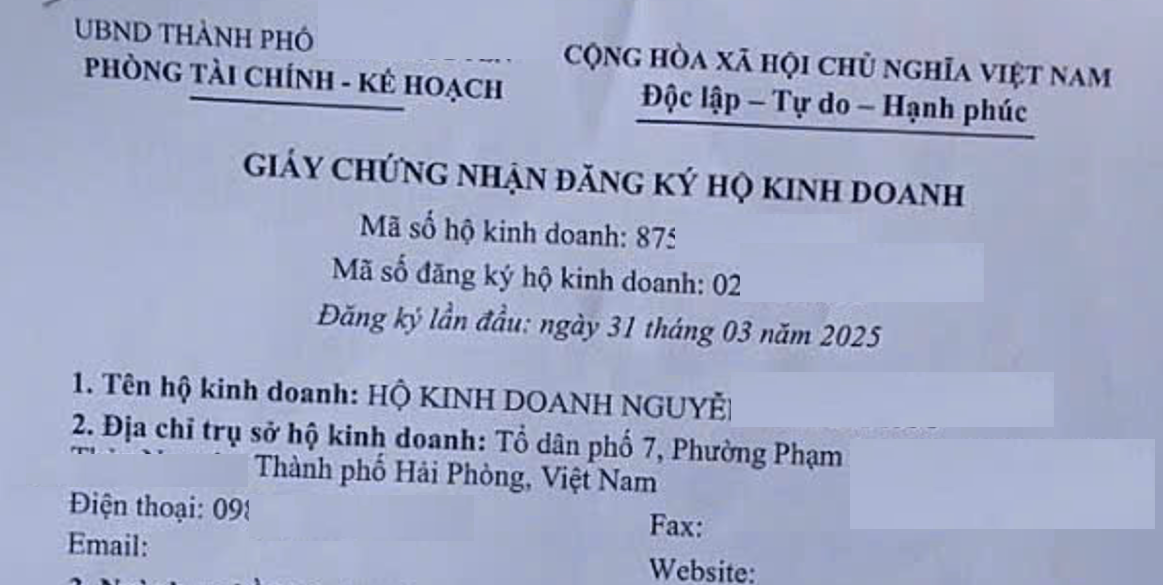 UBND THÀNH PHỐ
PHÒNG TÀI CHÍNH - KẾ HOẠCH
CỘNG HÒA XÃ HỘI CHỦ NGHĨA VIỆT NAM
Độc lập – Tự do – Hạnh phúc
GIẤY CHỨNG NHẬN ĐĂNG KÝ HỘ KINH DOANH
Mã số hộ kinh doanh: 875
Mã số đăng ký hộ kinh doanh: 02
Đăng ký lần đầu: ngày 31 tháng 03 năm 2025
1. Tên hộ kinh doanh: HỘ KINH DOANH
2. Địa chỉ trụ sở hộ kinh doanh: Tổ dân phố 7, Phường Phạm
Thành phố Hải Phòng, Việt Nam
Điện thoại: 098
Fax:
Email:
Website: